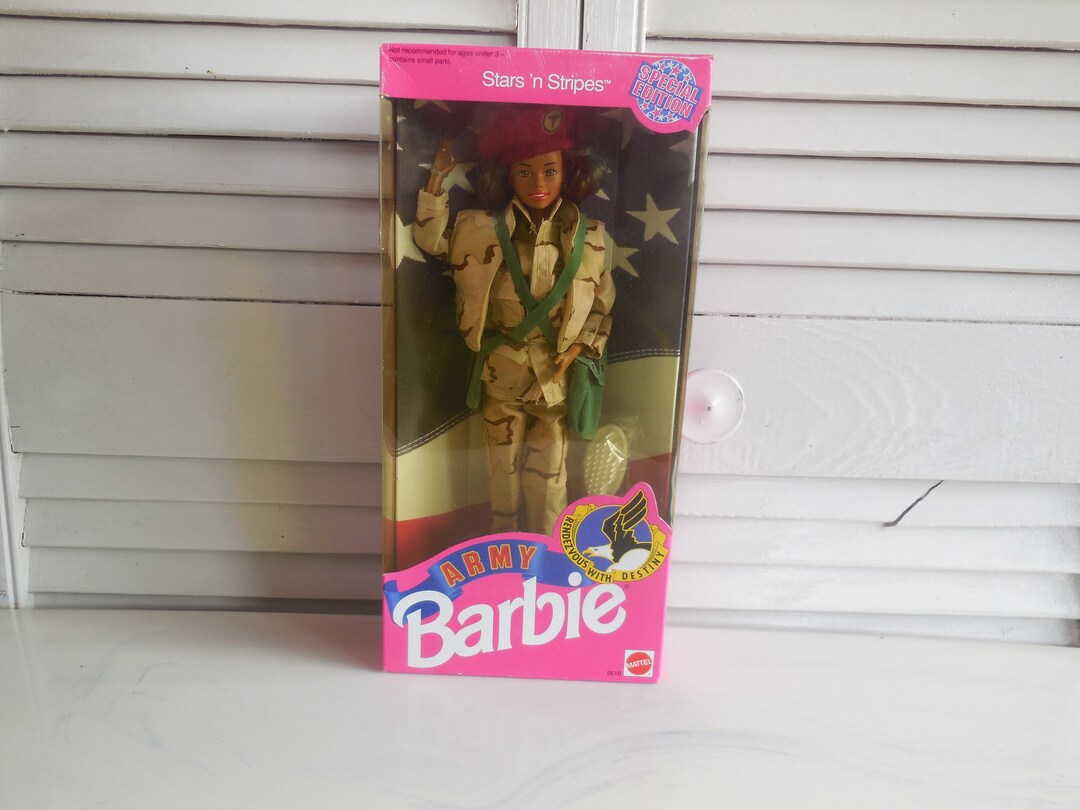 Not recommended for ages under 3 –
contains small parts.
Stars 'n Stripes™
SPECIAL
EDITION
RENDEZVOUS WITH DESTINY
ARMY
Barbie®
MATTEL
5618